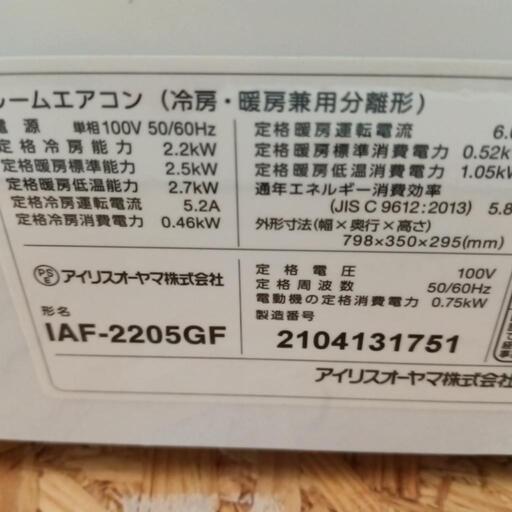 ルームエアコン（冷房・暖房兼用分離形）
電源 単相100V 50/60Hz
定格冷房能力 2.2kW
定格暖房標準能力 2.5kW
定格暖房低温能力 2.7kW
定格冷房運転電流 5.2A
定格冷房消費電力 0.46kW
定格暖房運転電流 6.
定格暖房標準消費電力 0.52kW
定格暖房低温消費電力 1.05kW
通年エネルギー消費効率
(JIS C 9612:2013) 5.8
外形寸法(幅×奥行×高さ)
798×350×295(mm)
PSE アイリスオーヤマ株式会社
形名
IAF-2205GF
定格電圧 100V
定格周波数 50/60Hz
電動機の定格消費電力 0.75kW
製造番号
2104131751
アイリスオーヤマ株式会社